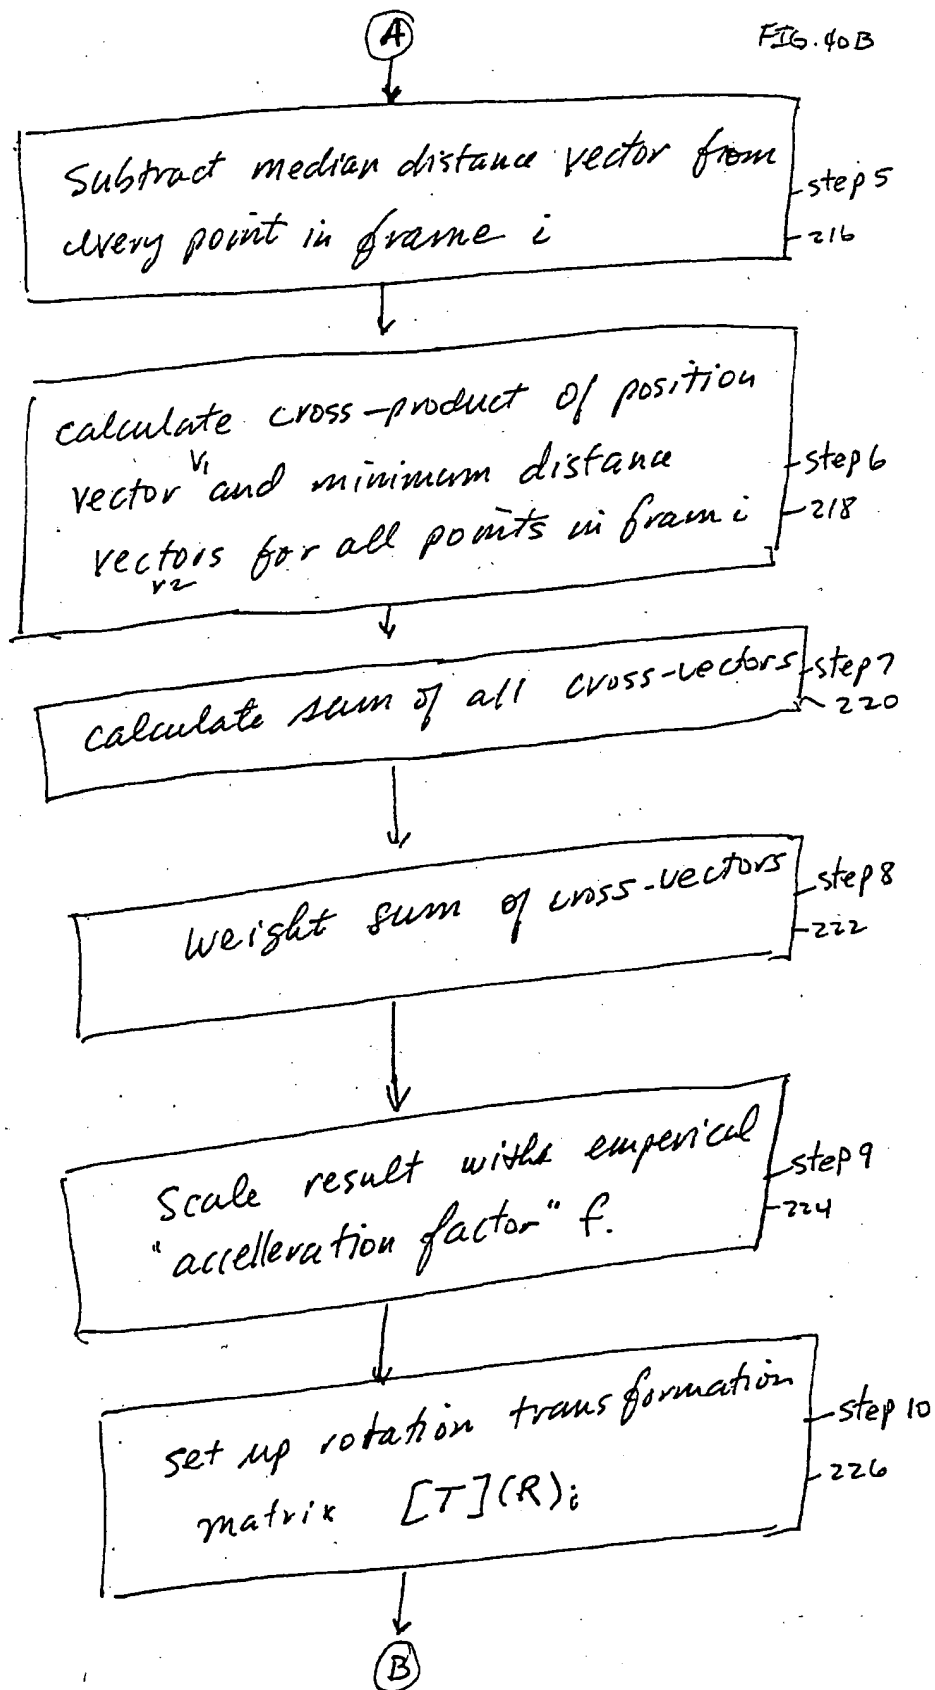 A
FIG. 40B
Subtract median distance vector from
every point in frame i
step 5
216
calculate cross-product of position
vector v1 and minimum distance
vectors v2 for all points in fram i
step 6
218
calculate sum of all cross-vectors
step 7
220
weight sum of cross-vectors
step 8
222
Scale result with emperical
"accelleration factor" f.
step 9
224
set up rotation transformation
matrix [T](R)i
step 10
226
B